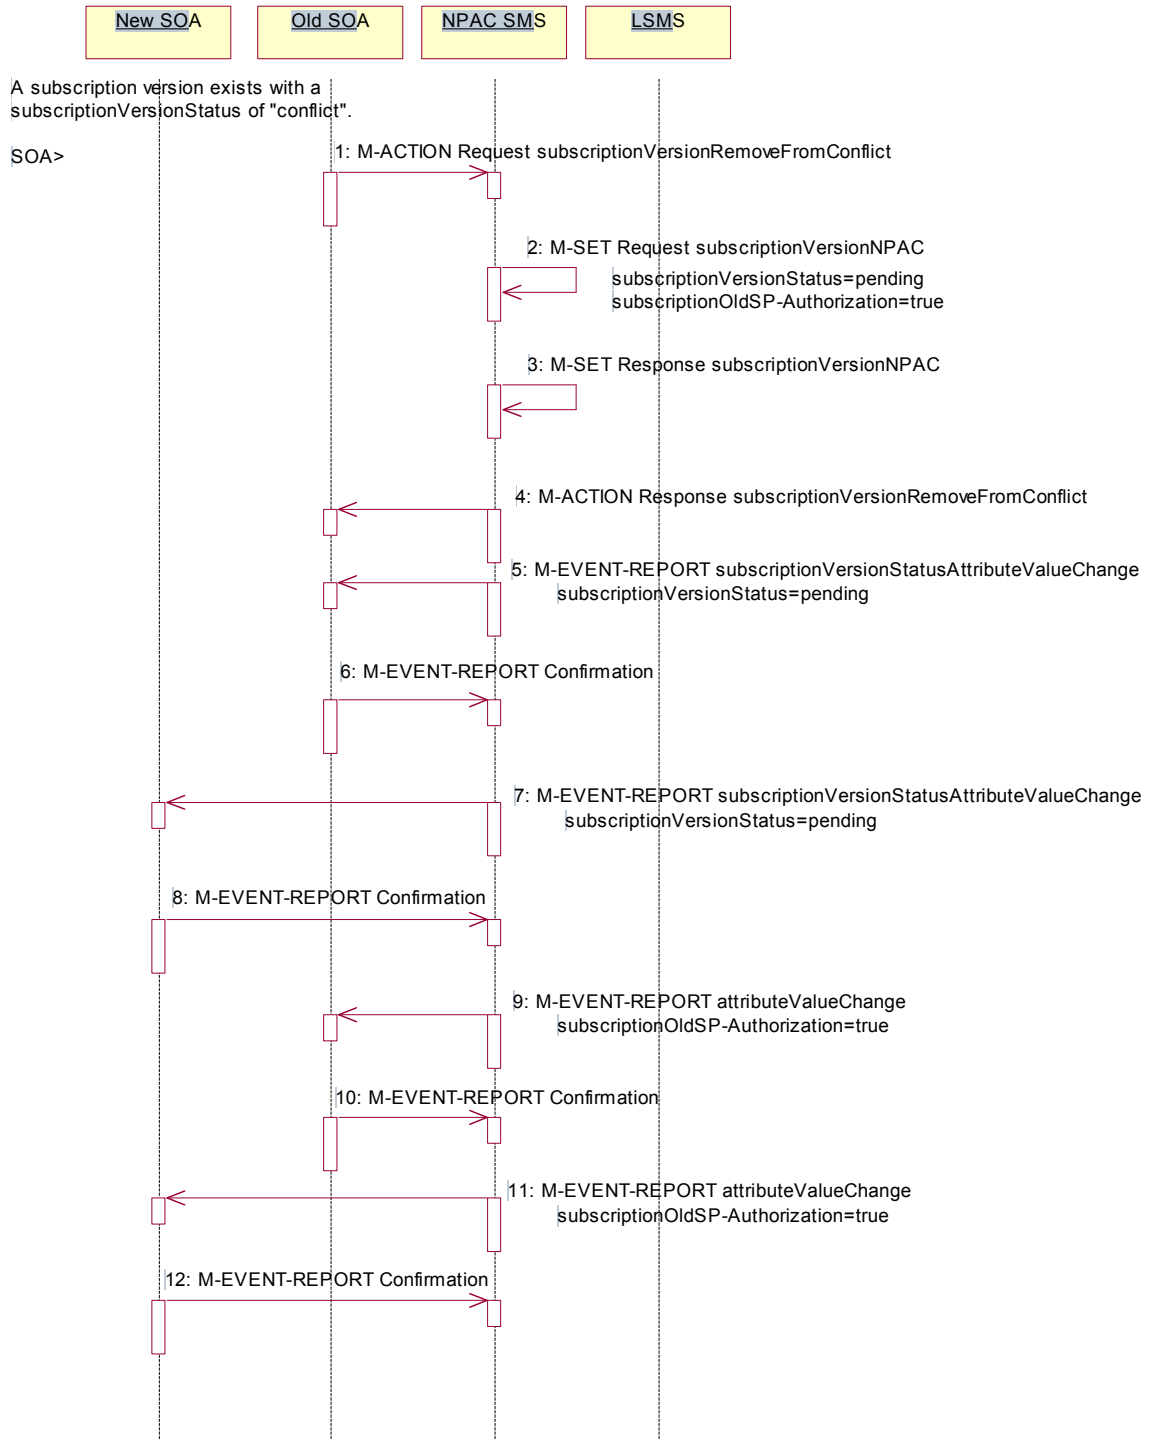 New SOA
Old SOA
NPAC SMS
LSMS
A subscription version exists with a
subscriptionVersionStatus of "conflict".
SOA>
1: M-ACTION Request subscriptionVersionRemoveFromConflict
2: M-SET Request subscriptionVersionNPAC
subscriptionVersionStatus=pending
subscriptionOldSP-Authorization=true
3: M-SET Response subscriptionVersionNPAC
4: M-ACTION Response subscriptionVersionRemoveFromConflict
5: M-EVENT-REPORT subscriptionVersionStatusAttributeValueChange
subscriptionVersionStatus=pending
6: M-EVENT-REPORT Confirmation
7: M-EVENT-REPORT subscriptionVersionStatusAttributeValueChange
subscriptionVersionStatus=pending
8: M-EVENT-REPORT Confirmation
9: M-EVENT-REPORT attributeValueChange
subscriptionOldSP-Authorization=true
10: M-EVENT-REPORT Confirmation
11: M-EVENT-REPORT attributeValueChange
subscriptionOldSP-Authorization=true
12: M-EVENT-REPORT Confirmation